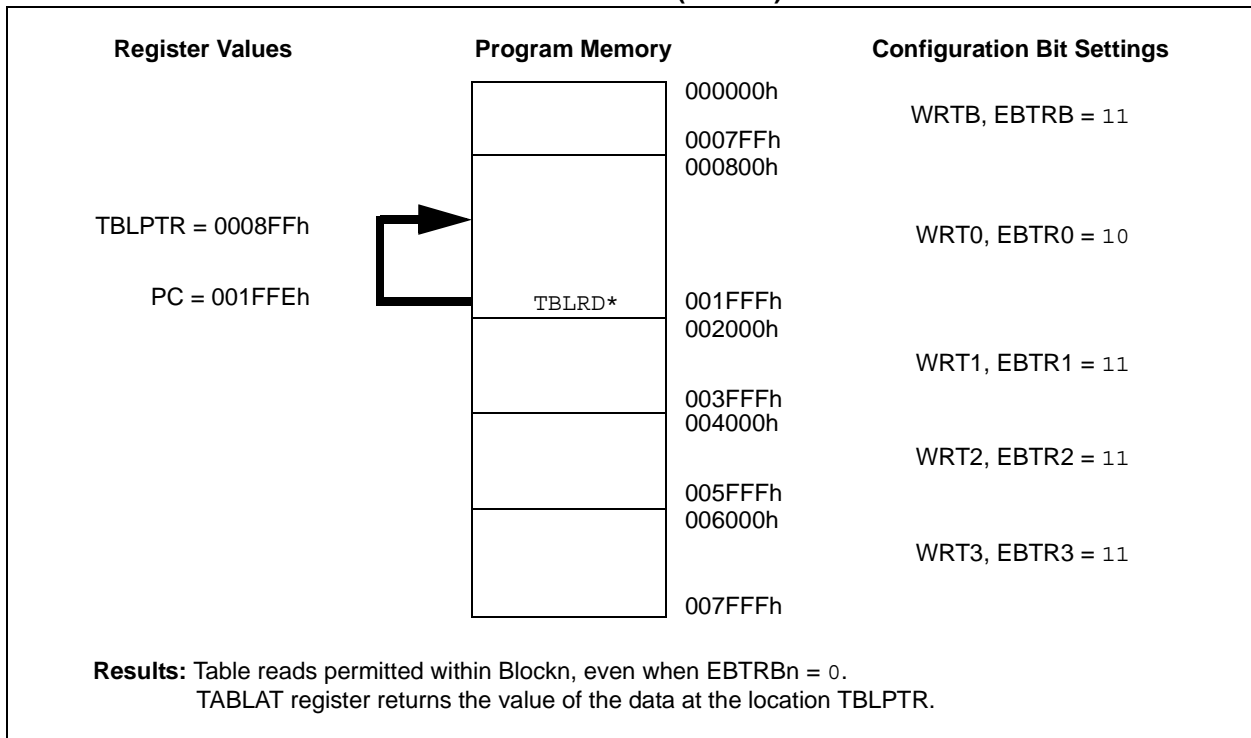 Register Values Program Memory Configuration Bit Settings
000000h
WRTB, EBTRB = 11
0007FFh
000800h
TBLPTR = 0008FFh
WRT0, EBTR0 = 10
PC = 001FFEh
TBLRD*
001FFFh
002000h
WRT1, EBTR1 = 11
003FFFh
004000h
WRT2, EBTR2 = 11
005FFFh
006000h
WRT3, EBTR3 = 11
007FFFh
Results: Table reads permitted within Blockn, even when EBTRBn = 0.
TABLAT register returns the value of the data at the location TBLPTR.